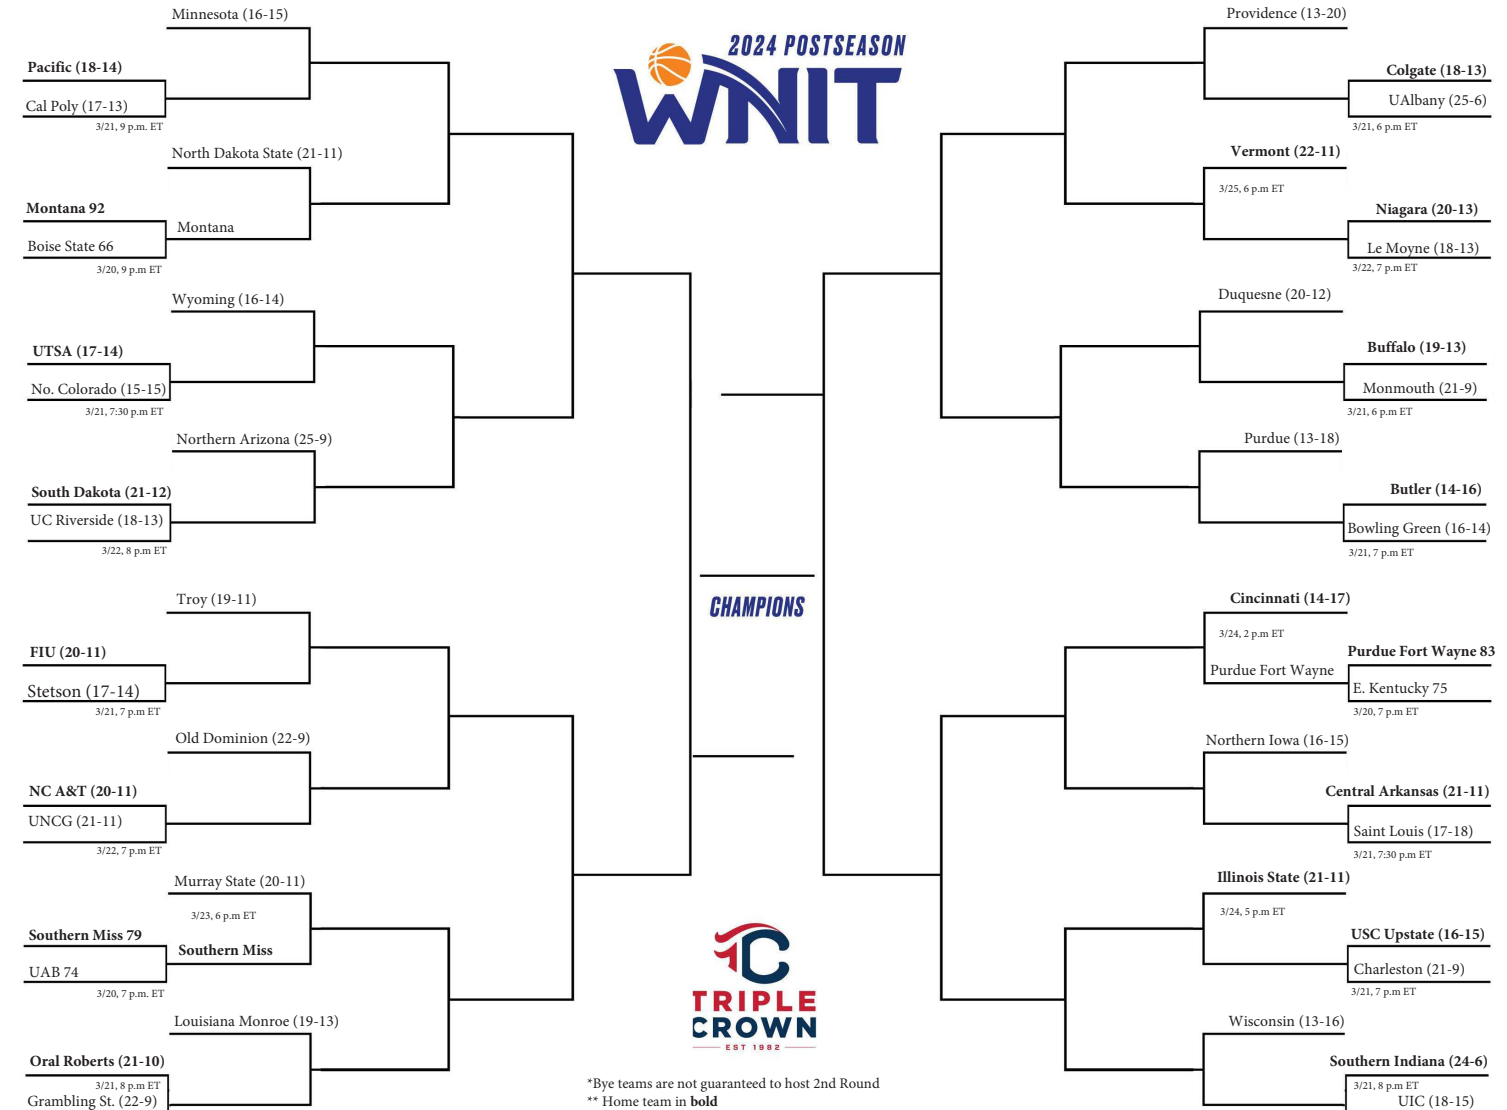 Minnesota (16-15)
Pacific (18-14)
Cal Poly (17-13)
3/21, 9 p.m. ET
North Dakota State (21-11)
Montana 92
Montana
Boise State 66
3/20, 9 p.m ET
Wyoming (16-14)
UTSA (17-14)
No. Colorado (15-15)
3/21, 7:30 p.m ET
Northern Arizona (25-9)
South Dakota (21-12)
UC Riverside (18-13)
3/22, 8 p.m ET
Troy (19-11)
FIU (20-11)
Stetson (17-14)
3/21, 7 p.m ET
Old Dominion (22-9)
NC A&T (20-11)
UNCG (21-11)
3/22, 7 p.m ET
Murray State (20-11)
3/23, 6 p.m ET
Southern Miss 79
Southern Miss
UAB 74
3/20, 7 p.m. ET
Louisiana Monroe (19-13)
Oral Roberts (21-10)
3/21, 8 p.m ET
Grambling St. (22-9)
2024 POSTSEASON
WNIT
CHAMPIONS
TRIPLE
CROWN
EST 1982
*Bye teams are not guaranteed to host 2nd Round
** Home team in bold
Providence (13-20)
Colgate (18-13)
UAlbany (25-6)
3/21, 6 p.m ET
Vermont (22-11)
3/25, 6 p.m ET
Niagara (20-13)
Le Moyne (18-13)
3/22, 7 p.m ET
Duquesne (20-12)
Buffalo (19-13)
Monmouth (21-9)
3/21, 6 p.m ET
Purdue (13-18)
Butler (14-16)
Bowling Green (16-14)
3/21, 7 p.m ET
Cincinnati (14-17)
3/24, 2 p.m ET
Purdue Fort Wayne 83
Purdue Fort Wayne
E. Kentucky 75
3/20, 7 p.m ET
Northern Iowa (16-15)
Central Arkansas (21-11)
Saint Louis (17-18)
3/21, 7:30 p.m ET
Illinois State (21-11)
3/24, 5 p.m ET
USC Upstate (16-15)
Charleston (21-9)
3/21, 7 p.m ET
Wisconsin (13-16)
Southern Indiana (24-6)
3/21, 8 p.m ET
UIC (18-15)